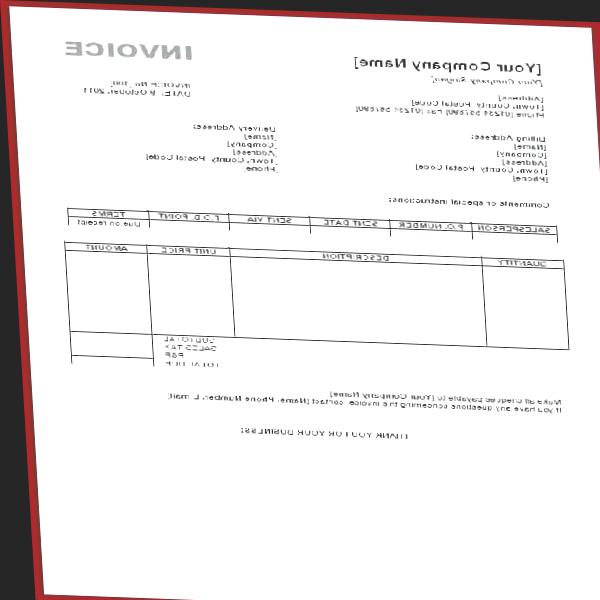 [Your Company Name]
INVOICE
[Your Company Slogan]
INVOICE No. 100
DATE: 9 October, 2011
[Address]
[Town, County, Postal Code]
Phone [01234 567890] Fax [01234 567890]
Billing Address:
[Name]
[Company]
[Address]
[Town, County, Postal Code]
[Phone]
Delivery Address:
[Name]
[Company]
[Address]
[Town, County, Postal Code]
[Phone]
Comments or special instructions:
SALESPERSON P.O. NUMBER SENT DATE SENT VIA F.O.B. POINT TERMS
Due on receipt
QUANTITY DESCRIPTION UNIT PRICE AMOUNT
SUBTOTAL
SALES TAX
P&P
TOTAL DUE
Make all cheques payable to [Your Company Name]
If you have any questions concerning this invoice, contact [Name, Phone Number, E-mail]
THANK YOU FOR YOUR BUSINESS!